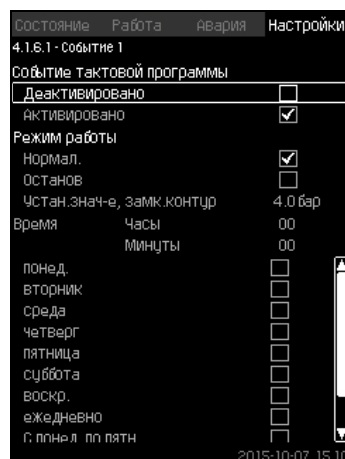 Состояние Работа Авария Настройки
4.1.6.1 - Событие 1
Событие тактовой программы
Деактивировано
Активировано
Режим работы
Нормал.
Останов
Устан.знач-е, замк.контур 4.0 бар
Время Часы 00
Минуты 00
понед.
вторник
среда
четверг
пятница
суббота
воскр.
ежедневно
С понед. по пятн
2015-10-07 15:10